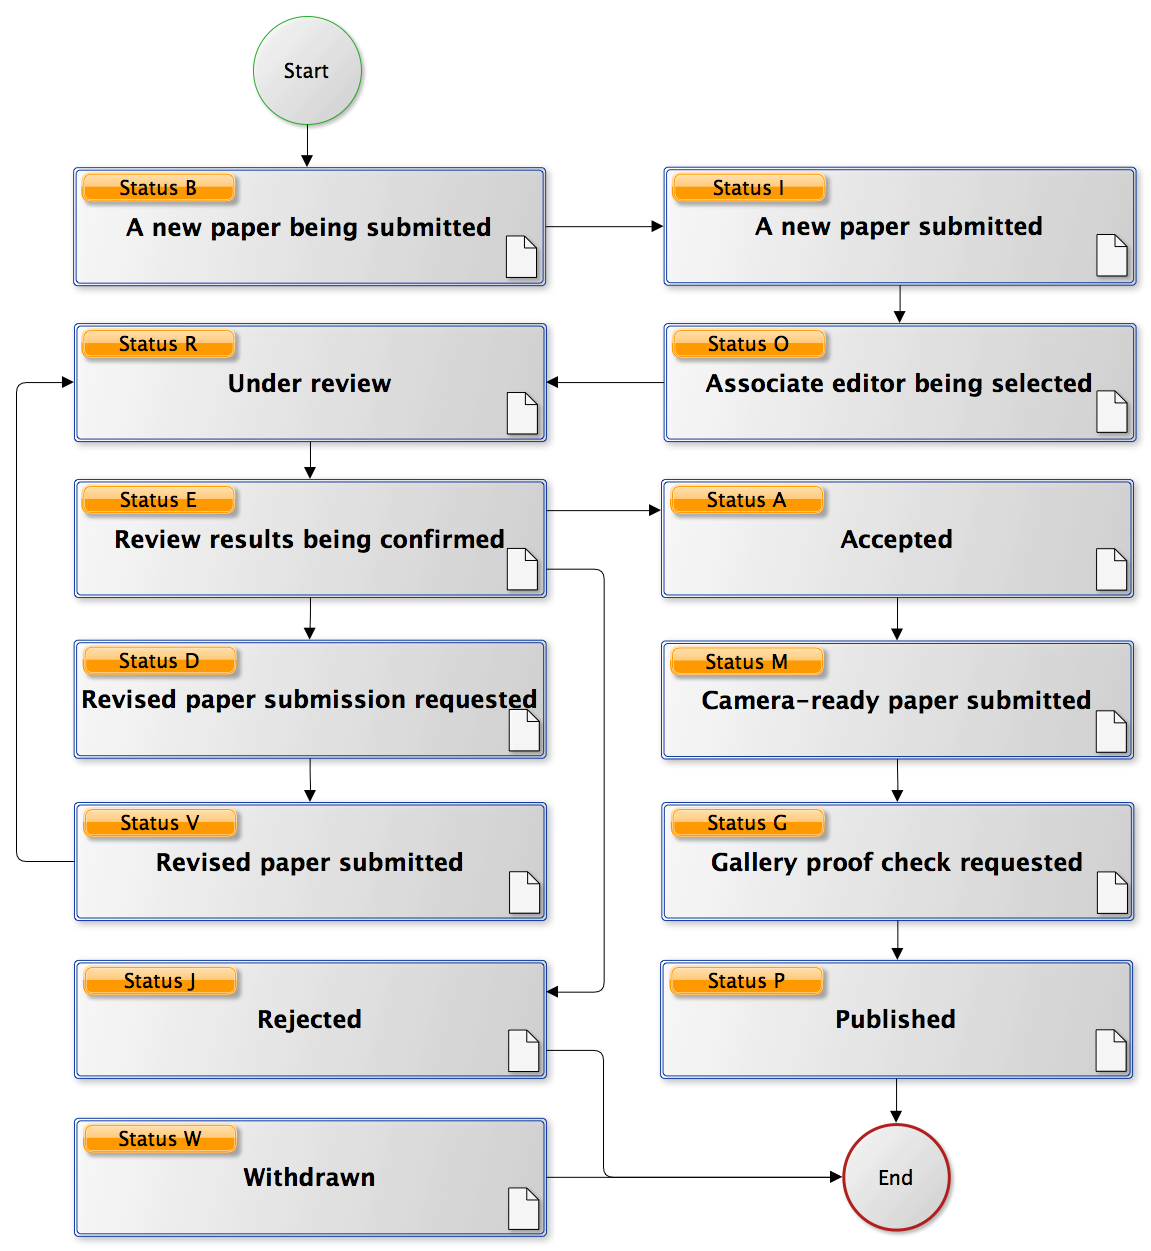 Start
Status B
A new paper being submitted
Status I
A new paper submitted
Status R
Under review
Status O
Associate editor being selected
Status E
Review results being confirmed
Status A
Accepted
Status D
Revised paper submission requested
Status M
Camera-ready paper submitted
Status V
Revised paper submitted
Status G
Gallery proof check requested
Status J
Rejected
Status P
Published
Status W
Withdrawn
End